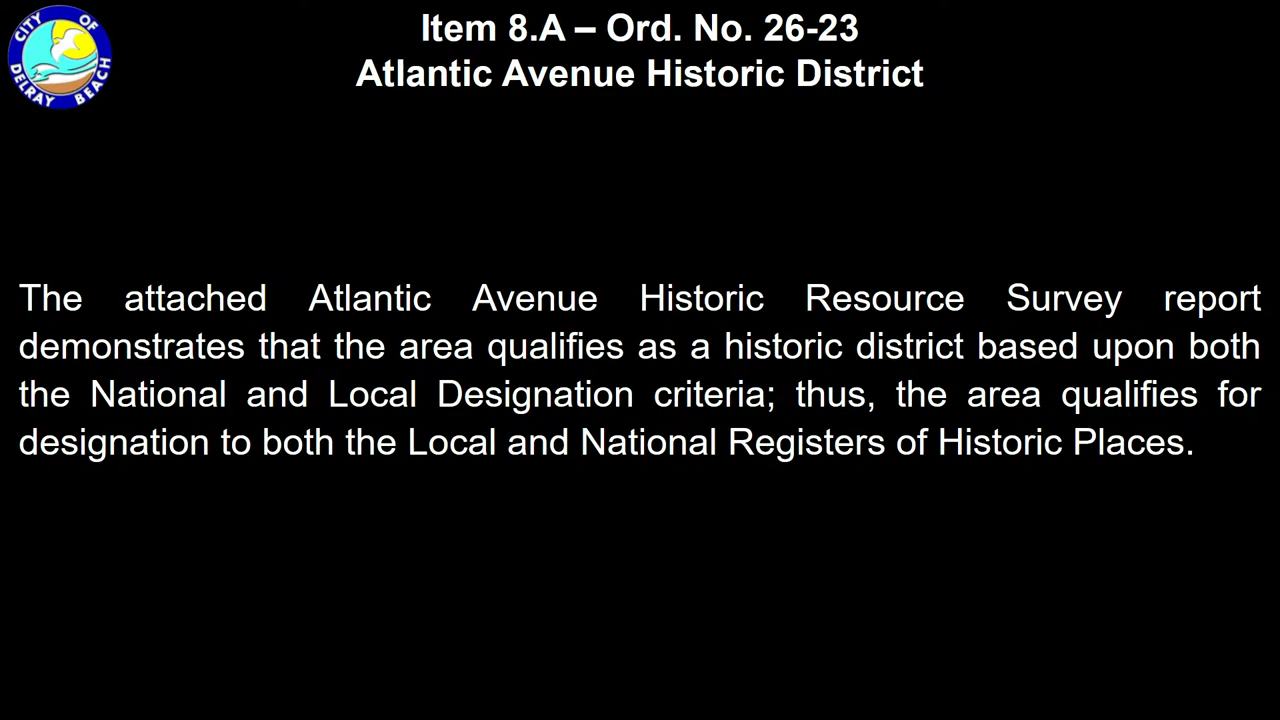 CITY OF
DELRAY BEACH
Item 8.A – Ord. No. 26-23
Atlantic Avenue Historic District
The attached Atlantic Avenue Historic Resource Survey report
demonstrates that the area qualifies as a historic district based upon both
the National and Local Designation criteria; thus, the area qualifies for
designation to both the Local and National Registers of Historic Places.